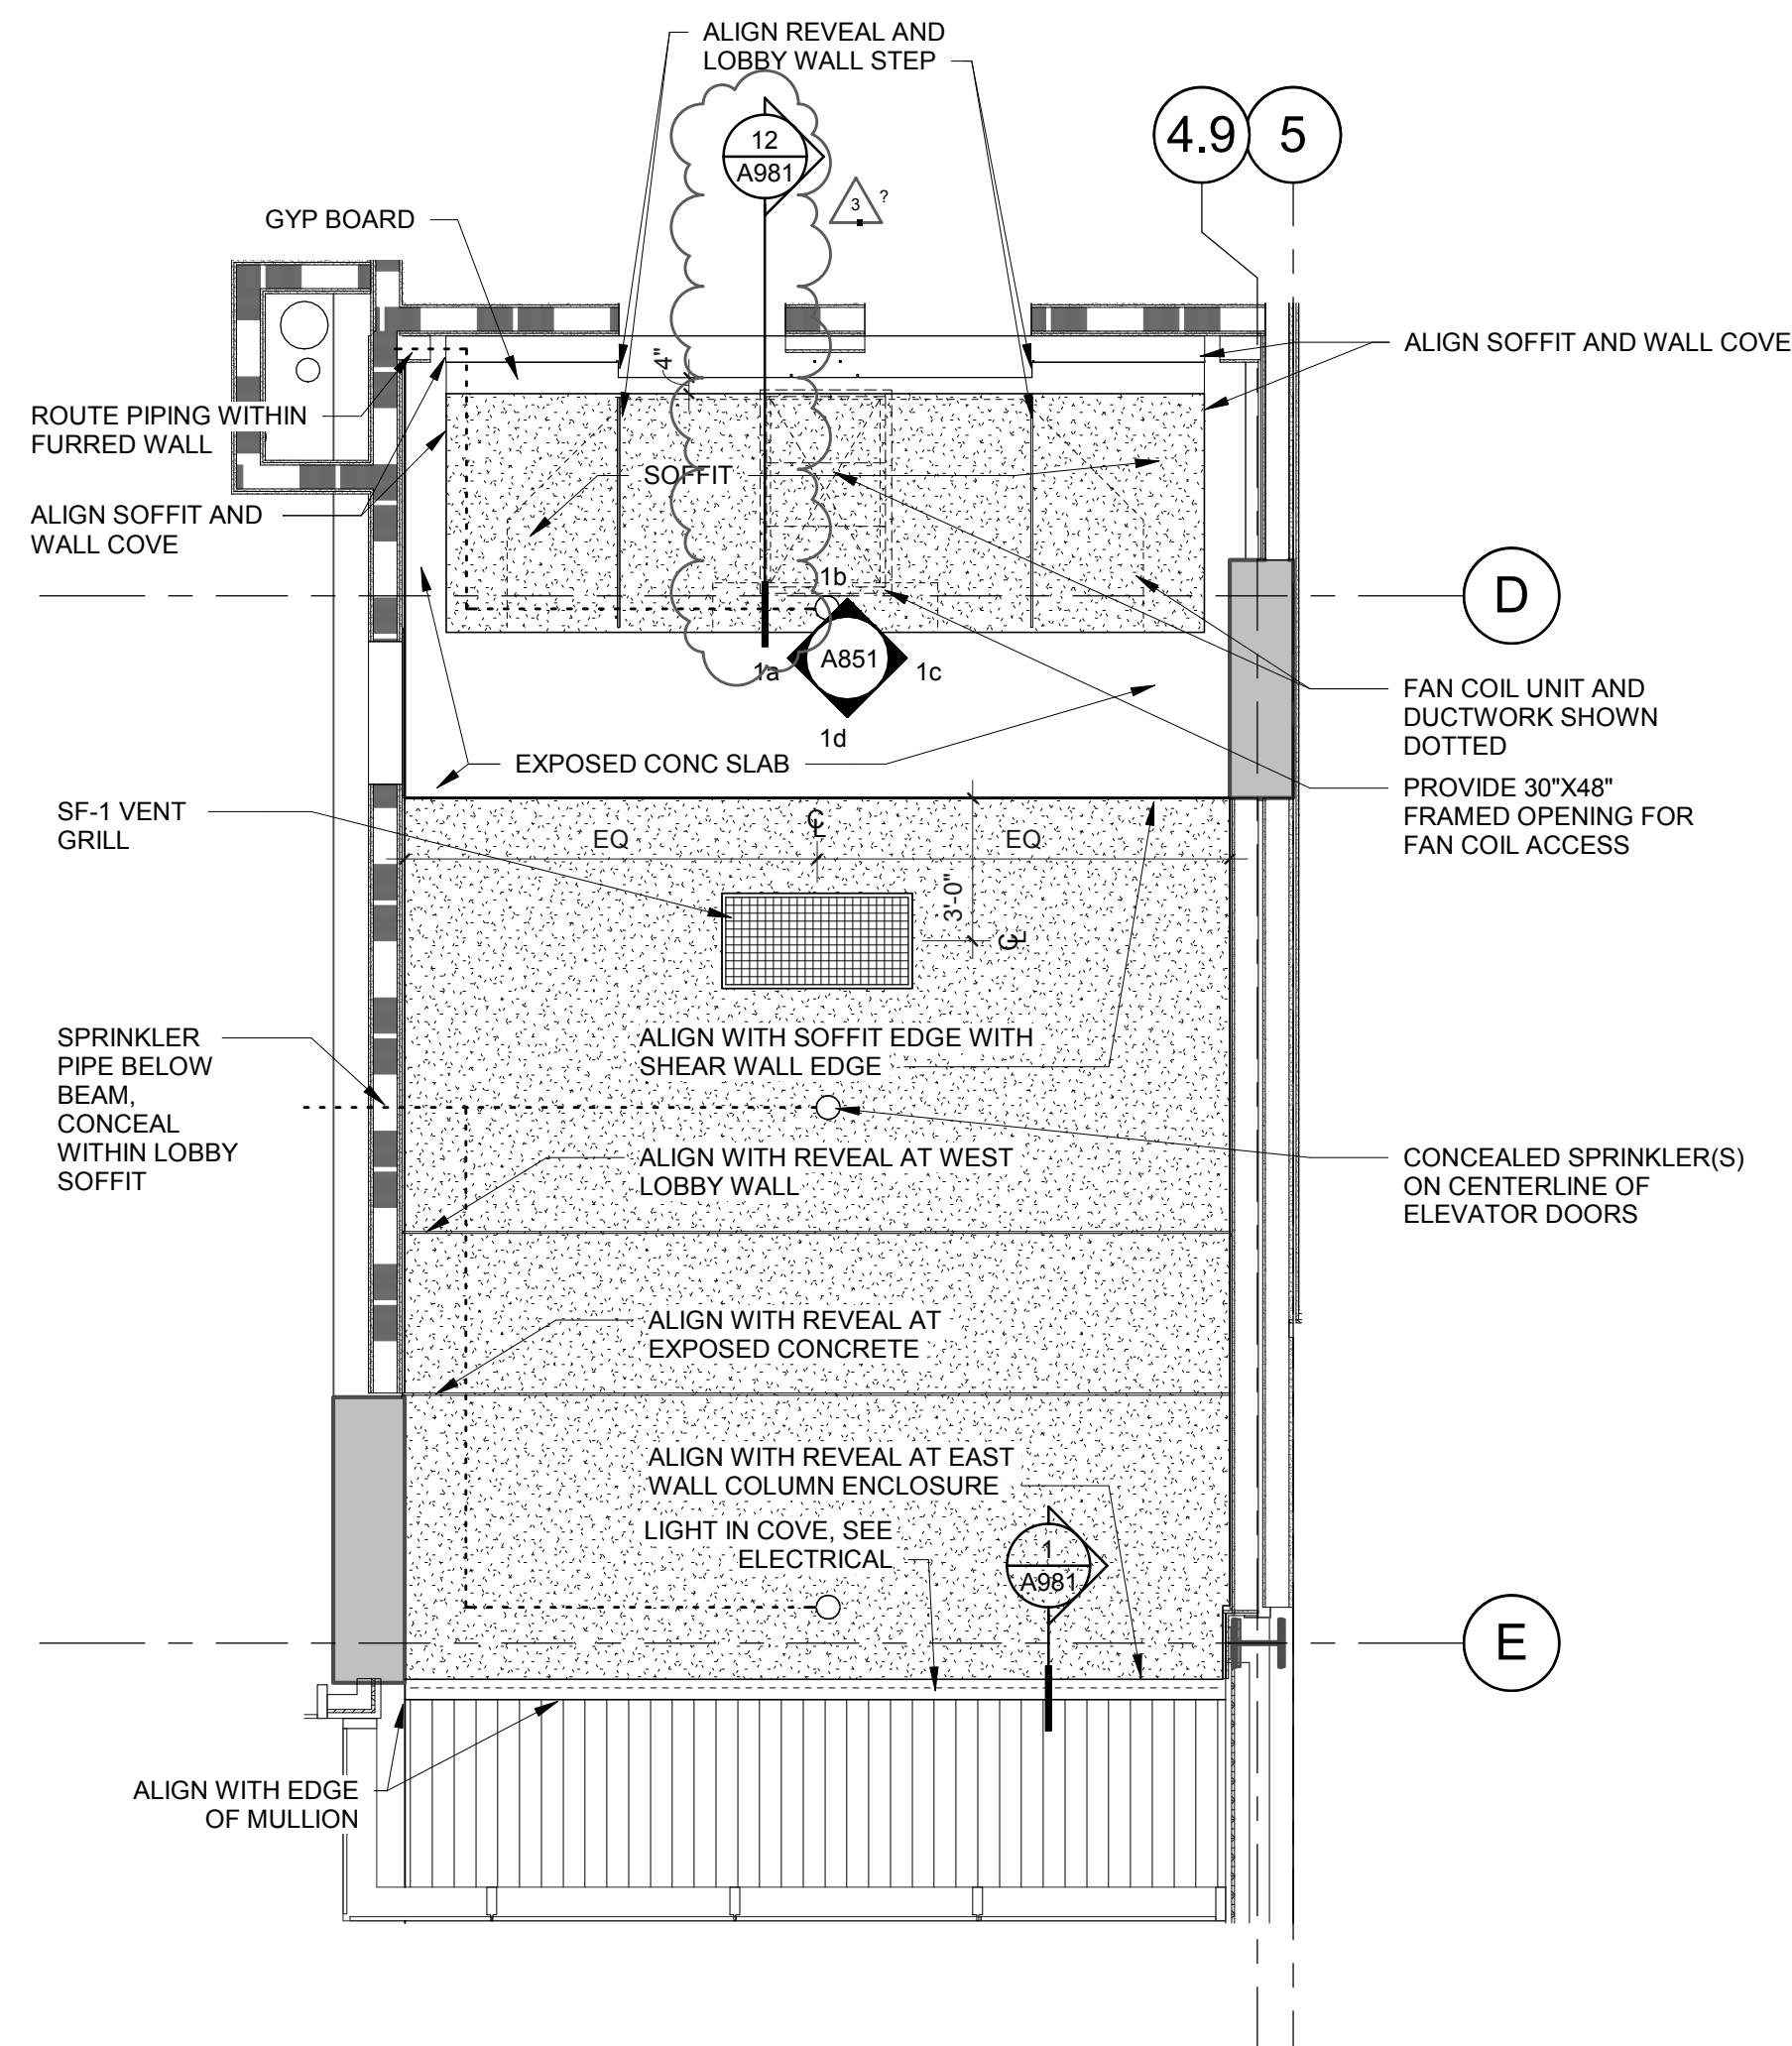 ALIGN REVEAL AND
LOBBY WALL STEP
12
A981
3
?
4.9
5
GYP BOARD
ALIGN SOFFIT AND WALL COVE
4"
ROUTE PIPING WITHIN
FURRED WALL
SOFFIT
ALIGN SOFFIT AND
WALL COVE
1b
D
1a
A851
1c
1d
FAN COIL UNIT AND
DUCTWORK SHOWN
DOTTED
EXPOSED CONC SLAB
PROVIDE 30"X48"
FRAMED OPENING FOR
FAN COIL ACCESS
SF-1 VENT
GRILL
EQ
CL
EQ
3'-0"
CL
ALIGN WITH SOFFIT EDGE WITH
SHEAR WALL EDGE
SPRINKLER
PIPE BELOW
BEAM,
CONCEAL
WITHIN LOBBY
SOFFIT
ALIGN WITH REVEAL AT WEST
LOBBY WALL
CONCEALED SPRINKLER(S)
ON CENTERLINE OF
ELEVATOR DOORS
ALIGN WITH REVEAL AT
EXPOSED CONCRETE
ALIGN WITH REVEAL AT EAST
WALL COLUMN ENCLOSURE
LIGHT IN COVE, SEE
ELECTRICAL
1
A981
E
ALIGN WITH EDGE
OF MULLION